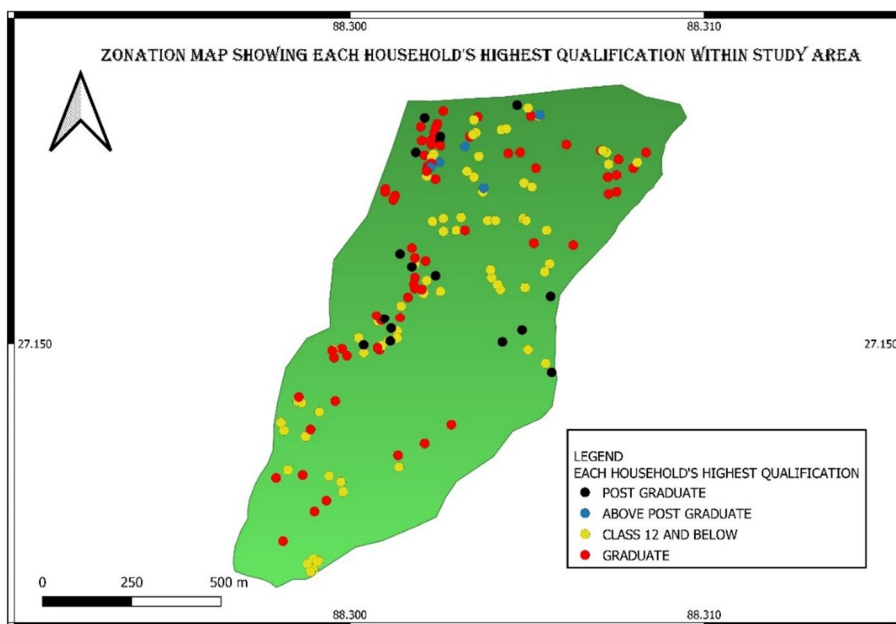 88.300 88.310
ZONATION MAP SHOWING EACH HOUSEHOLD'S HIGHEST QUALIFICATION WITHIN STUDY AREA
27.150 27.150
LEGEND
EACH HOUSEHOLD'S HIGHEST QUALIFICATION
POST GRADUATE
ABOVE POST GRADUATE
CLASS 12 AND BELOW
GRADUATE
0 250 500 m
88.300 88.310